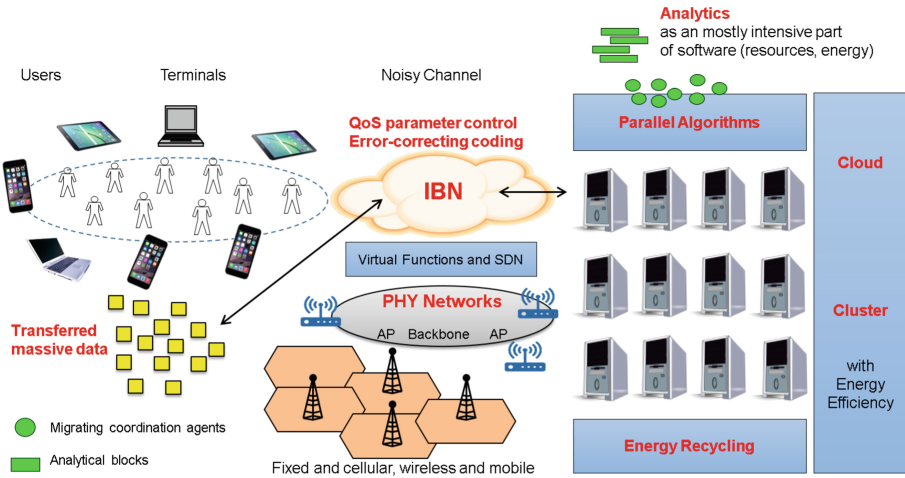 Analytics
as an mostly intensive part
of software (resources, energy)
Users
Terminals
Noisy Channel
QoS parameter control
Error-correcting coding
IBN
Parallel Algorithms
Cloud
Virtual Functions and SDN
PHY Networks
AP Backbone AP
Transferred
massive data
Cluster
with
Energy
Efficiency
Migrating coordination agents
Analytical blocks
Fixed and cellular, wireless and mobile
Energy Recycling